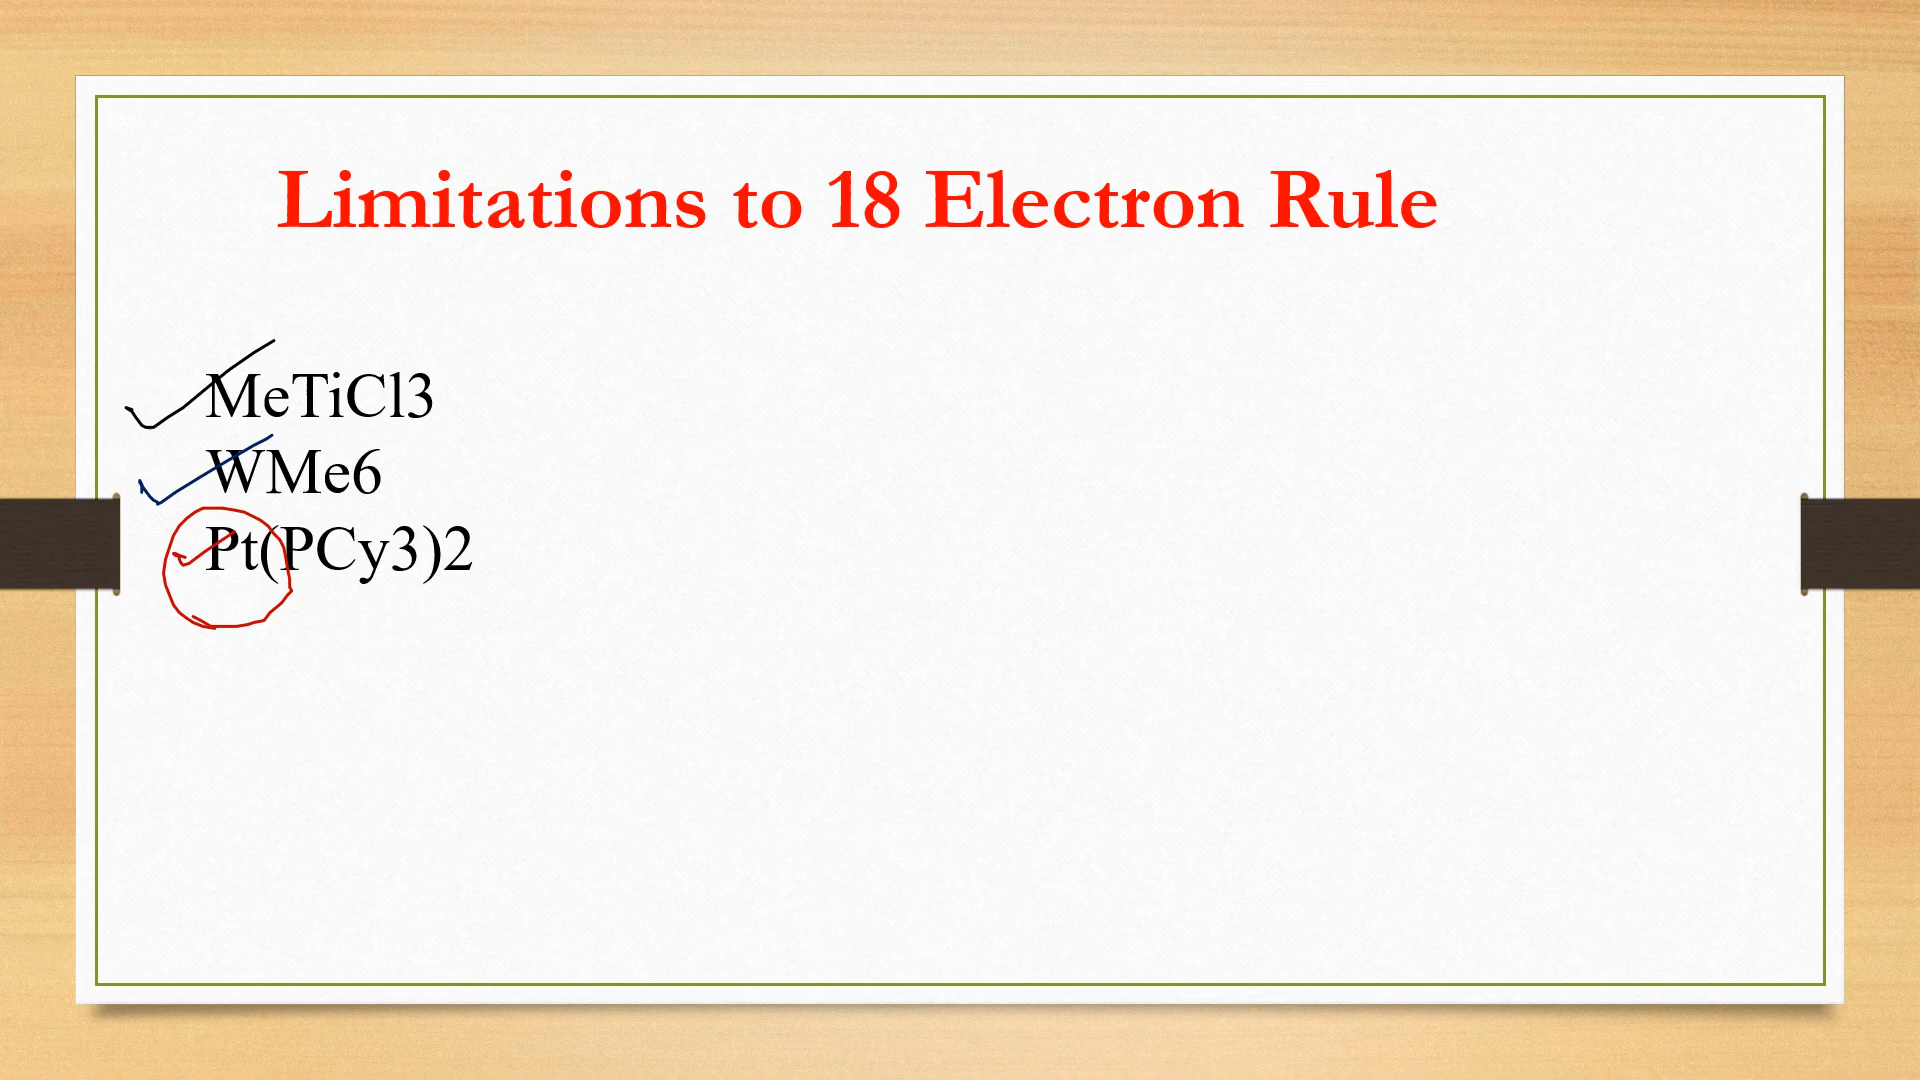 Limitations to 18 Electron Rule
MeTiCl3
WMe6
Pt(PCy3)2